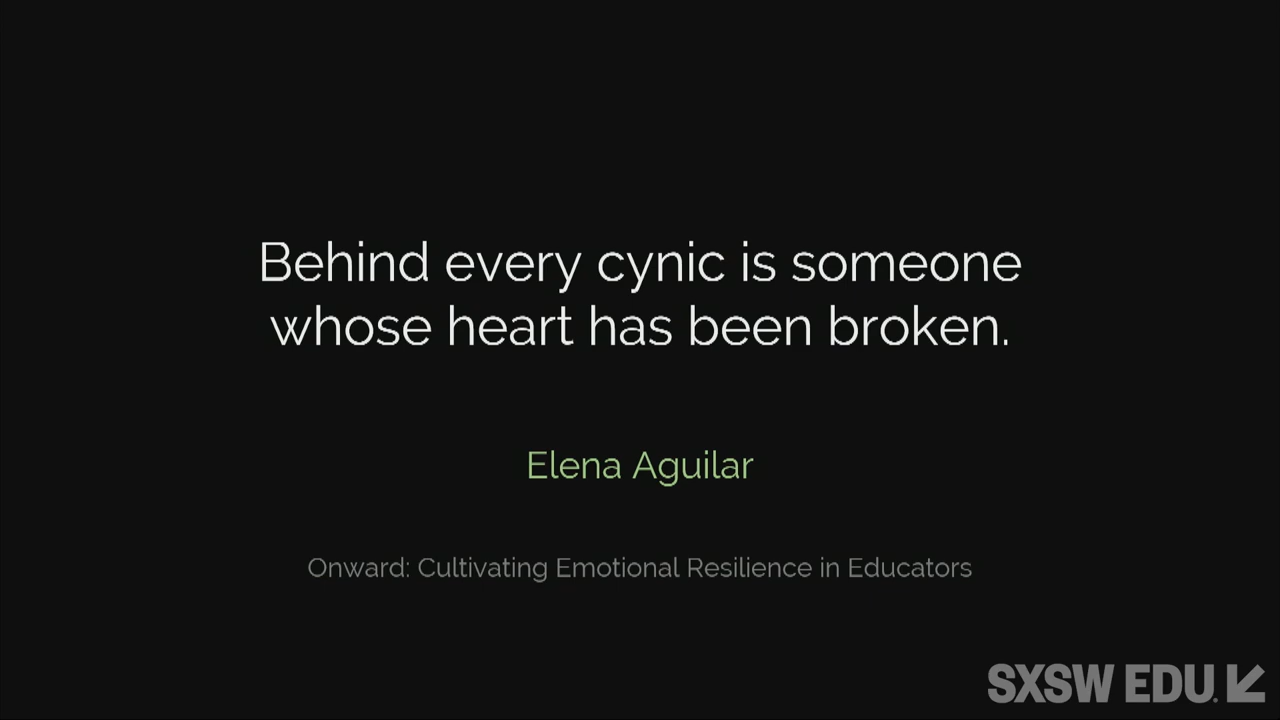 Behind every cynic is someone
whose heart has been broken.
Elena Aguilar
Onward: Cultivating Emotional Resilience in Educators
SXSW EDU.